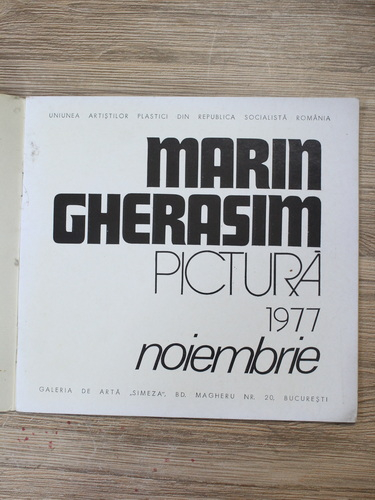 UNIUNEA ARTIȘTILOR PLASTICI DIN REPUBLICA SOCIALISTĂ ROMÂNIA
MARIN
GHERASIM
PICTURĂ
1977
noiembrie
GALERIA DE ARTĂ „SIMEZA”, BD. MAGHERU NR. 20, BUCUREȘTI